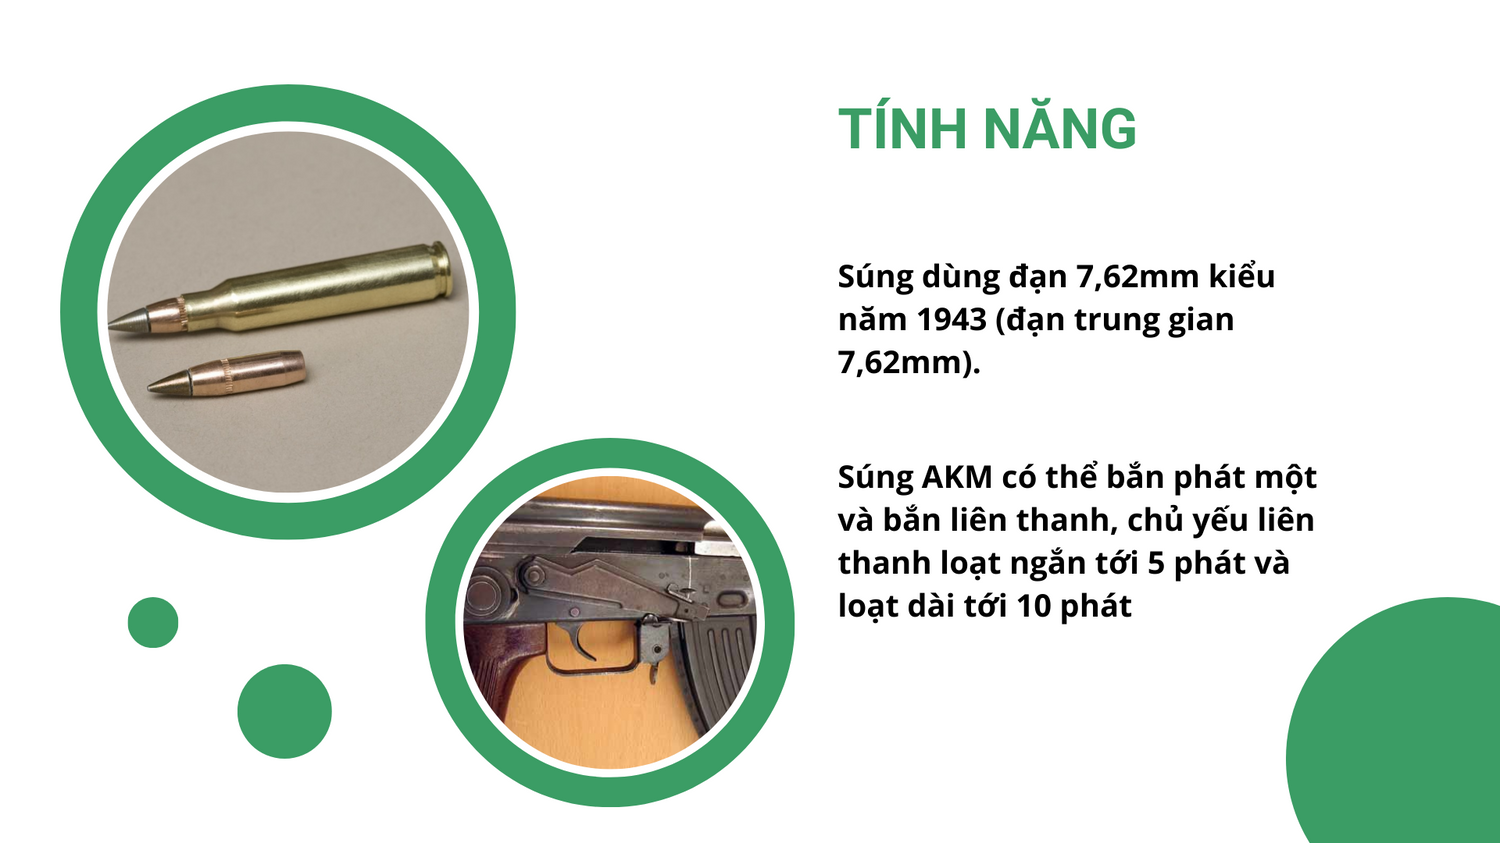 TÍNH NĂNG
Súng dùng đạn 7,62mm kiểu
năm 1943 (đạn trung gian
7,62mm).
Súng AKM có thể bắn phát một
và bắn liên thanh, chủ yếu liên
thanh loạt ngắn tới 5 phát và
loạt dài tới 10 phát